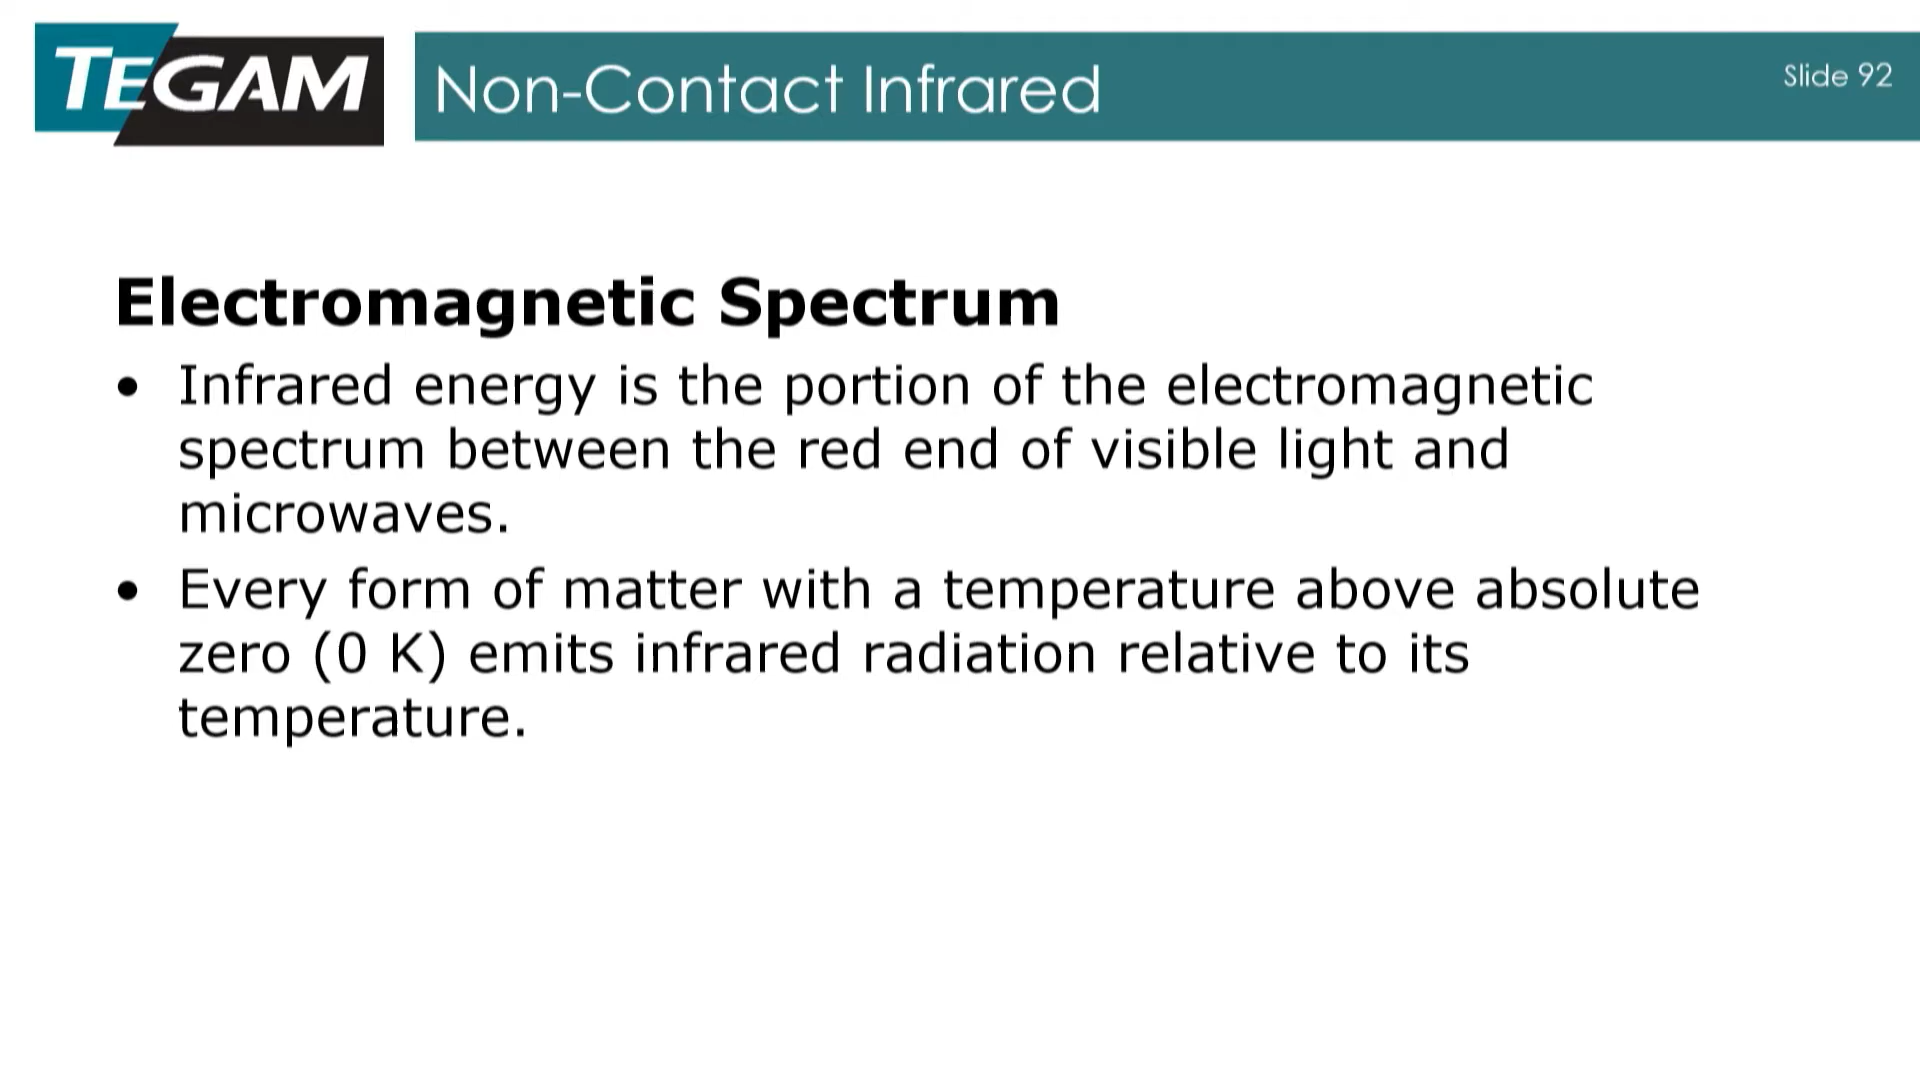 TEGAM
Non-Contact Infrared
Slide 92
Electromagnetic Spectrum
• Infrared energy is the portion of the electromagnetic
spectrum between the red end of visible light and
microwaves.
• Every form of matter with a temperature above absolute
zero (0 K) emits infrared radiation relative to its
temperature.